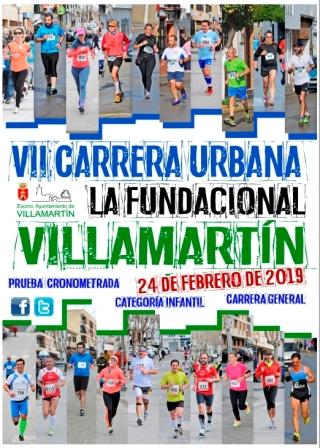 VII CARRERA URBANA
LA FUNDACIONAL
Excmo. Ayuntamiento de
VILLAMARTÍN
VILLAMARTÍN
PRUEBA CRONOMETRADA
24 DE FEBRERO DE 2019
CATEGORÍA INFANTIL
CARRERA GENERAL